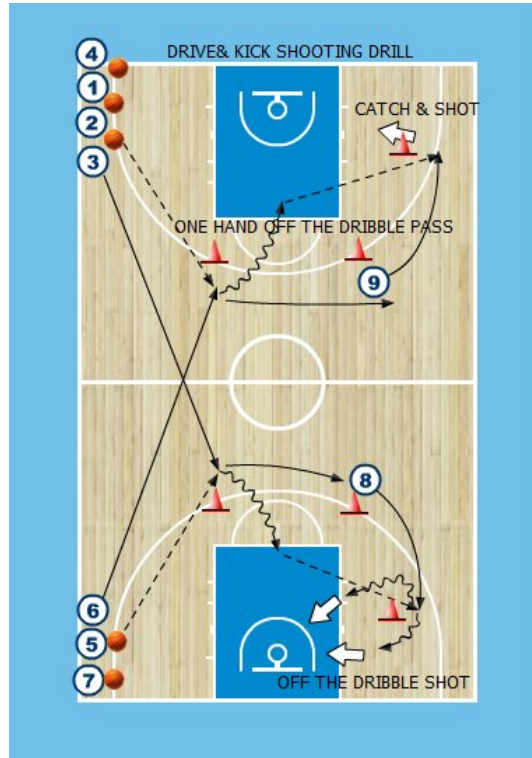 DRIVE& KICK SHOOTING DRILL
4
1
2
3
CATCH & SHOT
ONE HAND OFF THE DRIBBLE PASS
9
8
6
5
7
OFF THE DRIBBLE SHOT